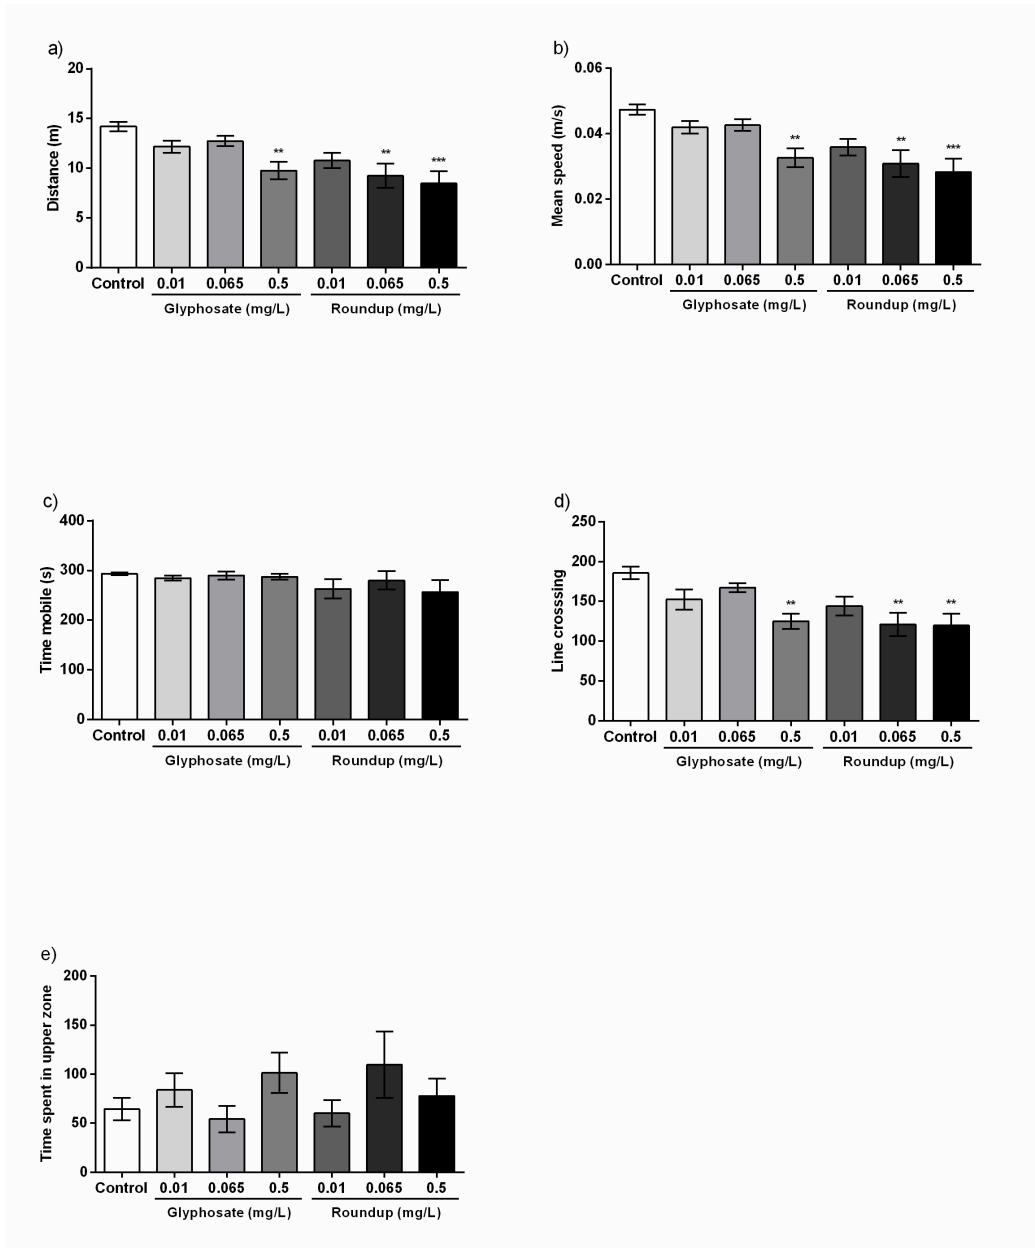 a)
20
15
10
5
0
Distance (m)
** ** ***
Control 0.01 0.065 0.5 0.01 0.065 0.5
Glyphosate (mg/L) Roundup (mg/L)
b)
0.06
0.04
0.02
0.00
Mean speed (m/s)
** ** ***
Control 0.01 0.065 0.5 0.01 0.065 0.5
Glyphosate (mg/L) Roundup (mg/L)
c)
400
300
200
100
0
Time mobile (s)
Control 0.01 0.065 0.5 0.01 0.065 0.5
Glyphosate (mg/L) Roundup (mg/L)
d)
250
200
150
100
50
0
Line crosssing
** ** **
Control 0.01 0.065 0.5 0.01 0.065 0.5
Glyphosate (mg/L) Roundup (mg/L)
e)
200
150
100
50
0
Time spent in upper zone
Control 0.01 0.065 0.5 0.01 0.065 0.5
Glyphosate (mg/L) Roundup (mg/L)